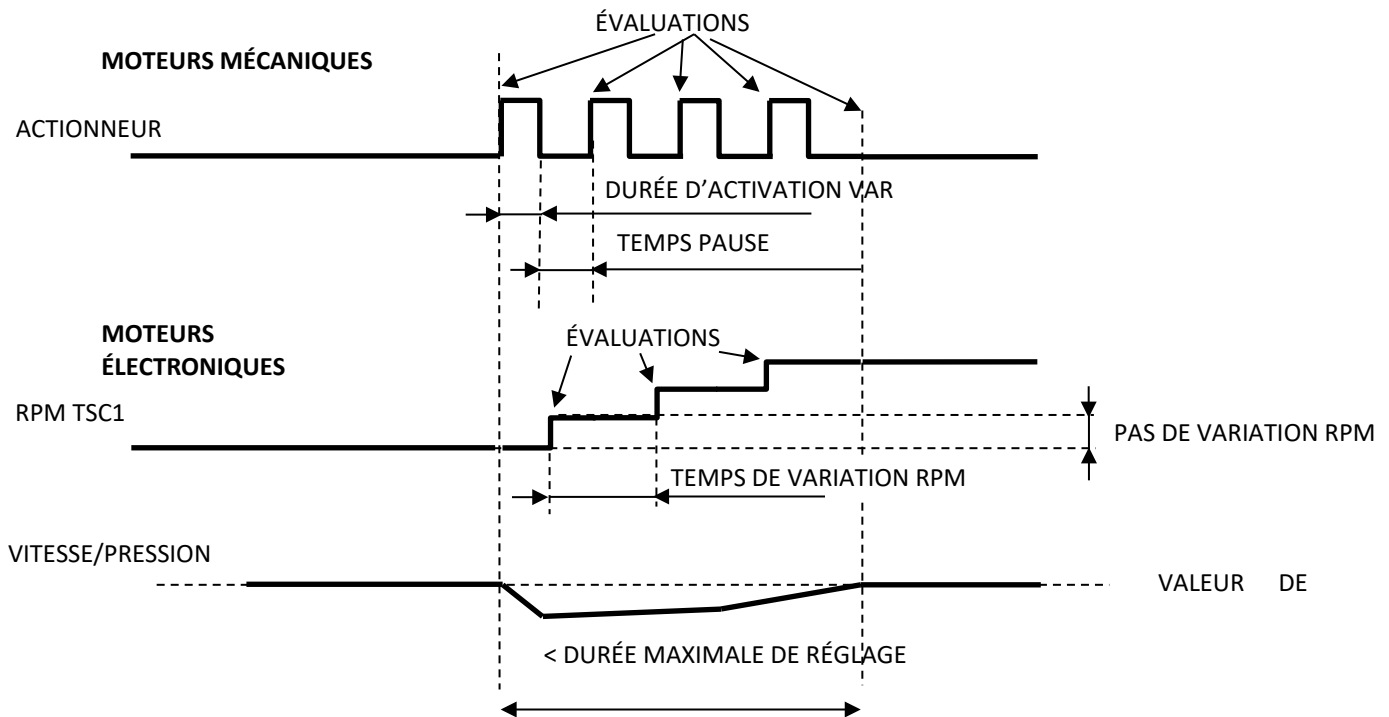 ÉVALUATIONS
MOTEURS MÉCANIQUES
ACTIONNEUR
DURÉE D’ACTIVATION VAR
TEMPS PAUSE
MOTEURS
ÉLECTRONIQUES
ÉVALUATIONS
RPM TSC1
PAS DE VARIATION RPM
TEMPS DE VARIATION RPM
VITESSE/PRESSION
VALEUR DE
< DURÉE MAXIMALE DE RÉGLAGE